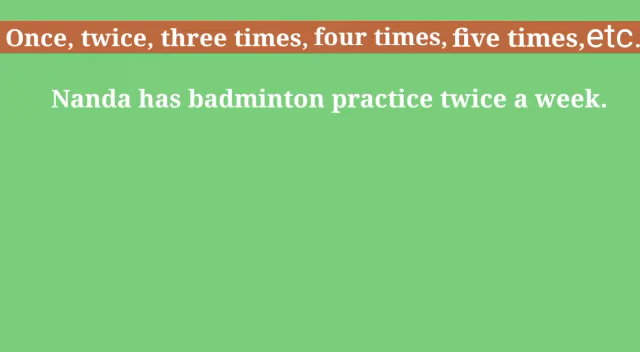 Once, twice, three times, four times, five times,etc.
Nanda has badminton practice twice a week.